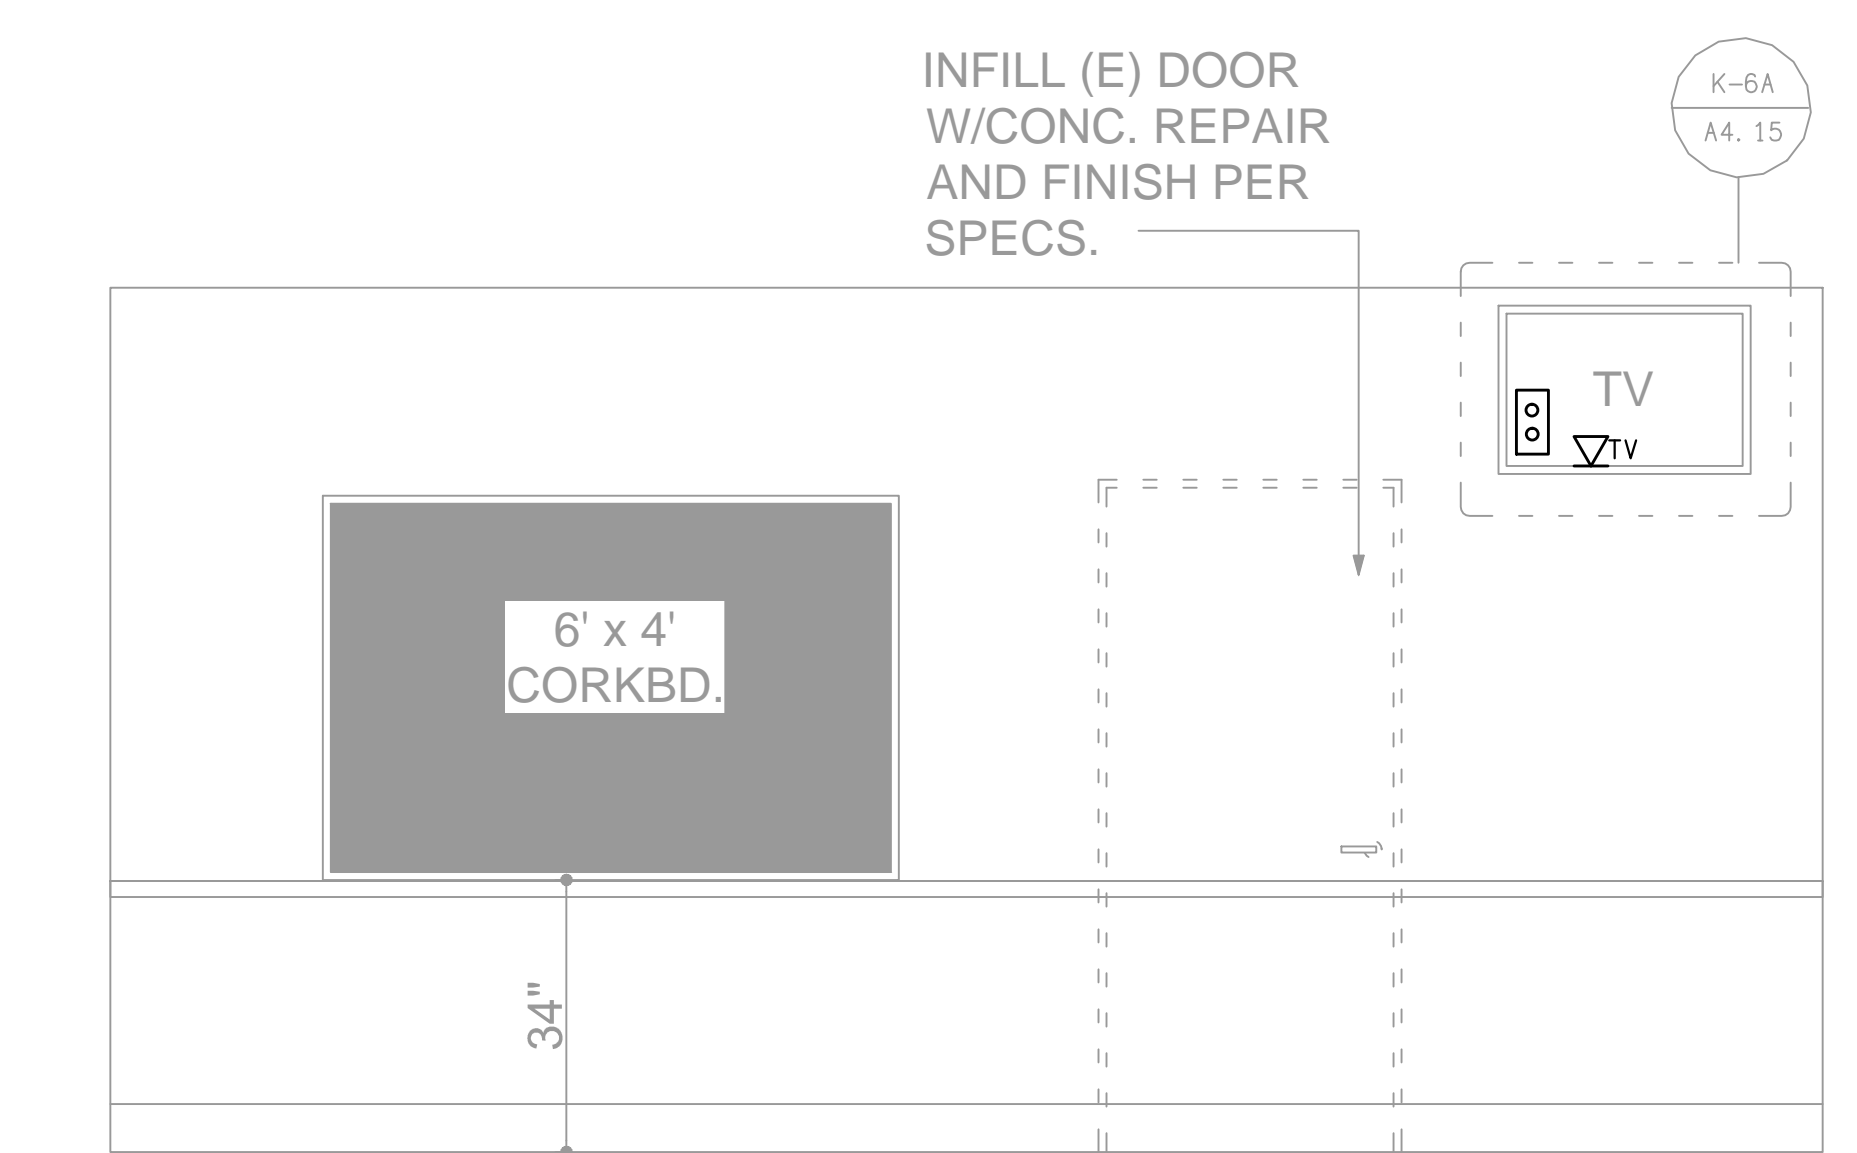 INFILL (E) DOOR
W/CONC. REPAIR
AND FINISH PER
SPECS.
K-6A
A4. 15
TV
TV
6' x 4'
CORKBD.
34"